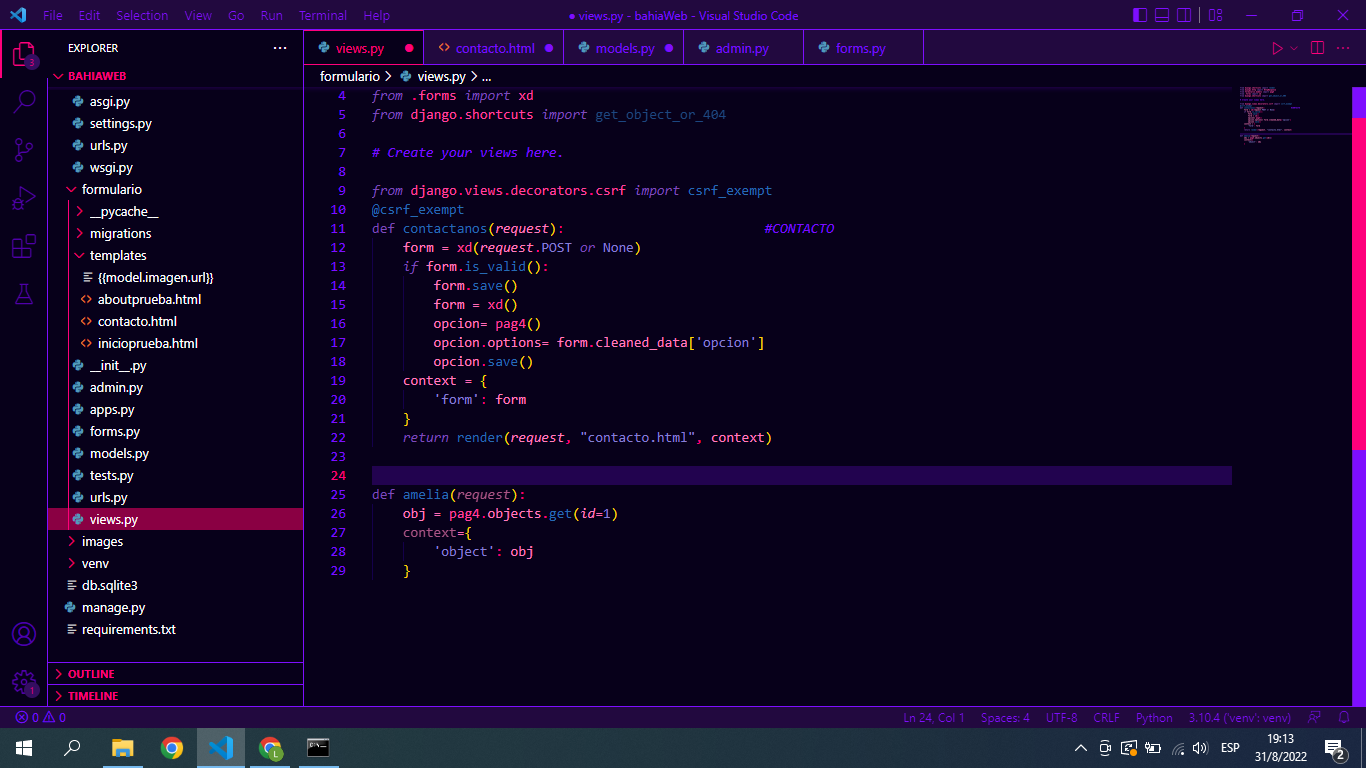 File Edit Selection View Go Run Terminal Help
● views.py - bahiaWeb - Visual Studio Code
EXPLORER ...
views.py contacto.html models.py admin.py forms.py
BAHIAWEB
formulario > views.py > ...
asgi.py
settings.py
urls.py
wsgi.py
formulario
__pycache__
migrations
templates
{{model.imagen.url}}
aboutprueba.html
contacto.html
inicioprueba.html
__init__.py
admin.py
apps.py
forms.py
models.py
tests.py
urls.py
views.py
images
venv
db.sqlite3
manage.py
requirements.txt
OUTLINE
TIMELINE
3
1
4 from .forms import xd
5 from django.shortcuts import get_object_or_404
6
7 # Create your views here.
8
9 from django.views.decorators.csrf import csrf_exempt
10 @csrf_exempt
11 def contactanos(request): #CONTACTO
12 form = xd(request.POST or None)
13 if form.is_valid():
14 form.save()
15 form = xd()
16 opcion= pag4()
17 opcion.options= form.cleaned_data['opcion']
18 opcion.save()
19 context = {
20 'form': form
21 }
22 return render(request, "contacto.html", context)
23
24
25 def amelia(request):
26 obj = pag4.objects.get(id=1)
27 context={
28 'object': obj
29 }
0 0 Ln 24, Col 1 Spaces: 4 UTF-8 CRLF Python 3.10.4 ('venv': venv)
L
ESP
19:13
31/8/2022
2